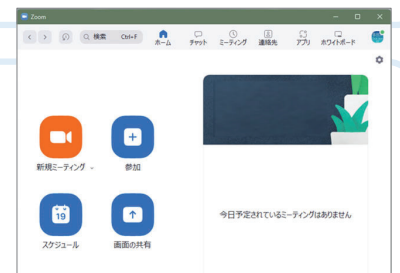 Zoom
検索 Ctrl+F
ホーム
チャット
ミーティング
連絡先
アプリ
ホワイトボード
新規ミーティング
参加
19
スケジュール
画面の共有
今日予定されているミーティングはありません